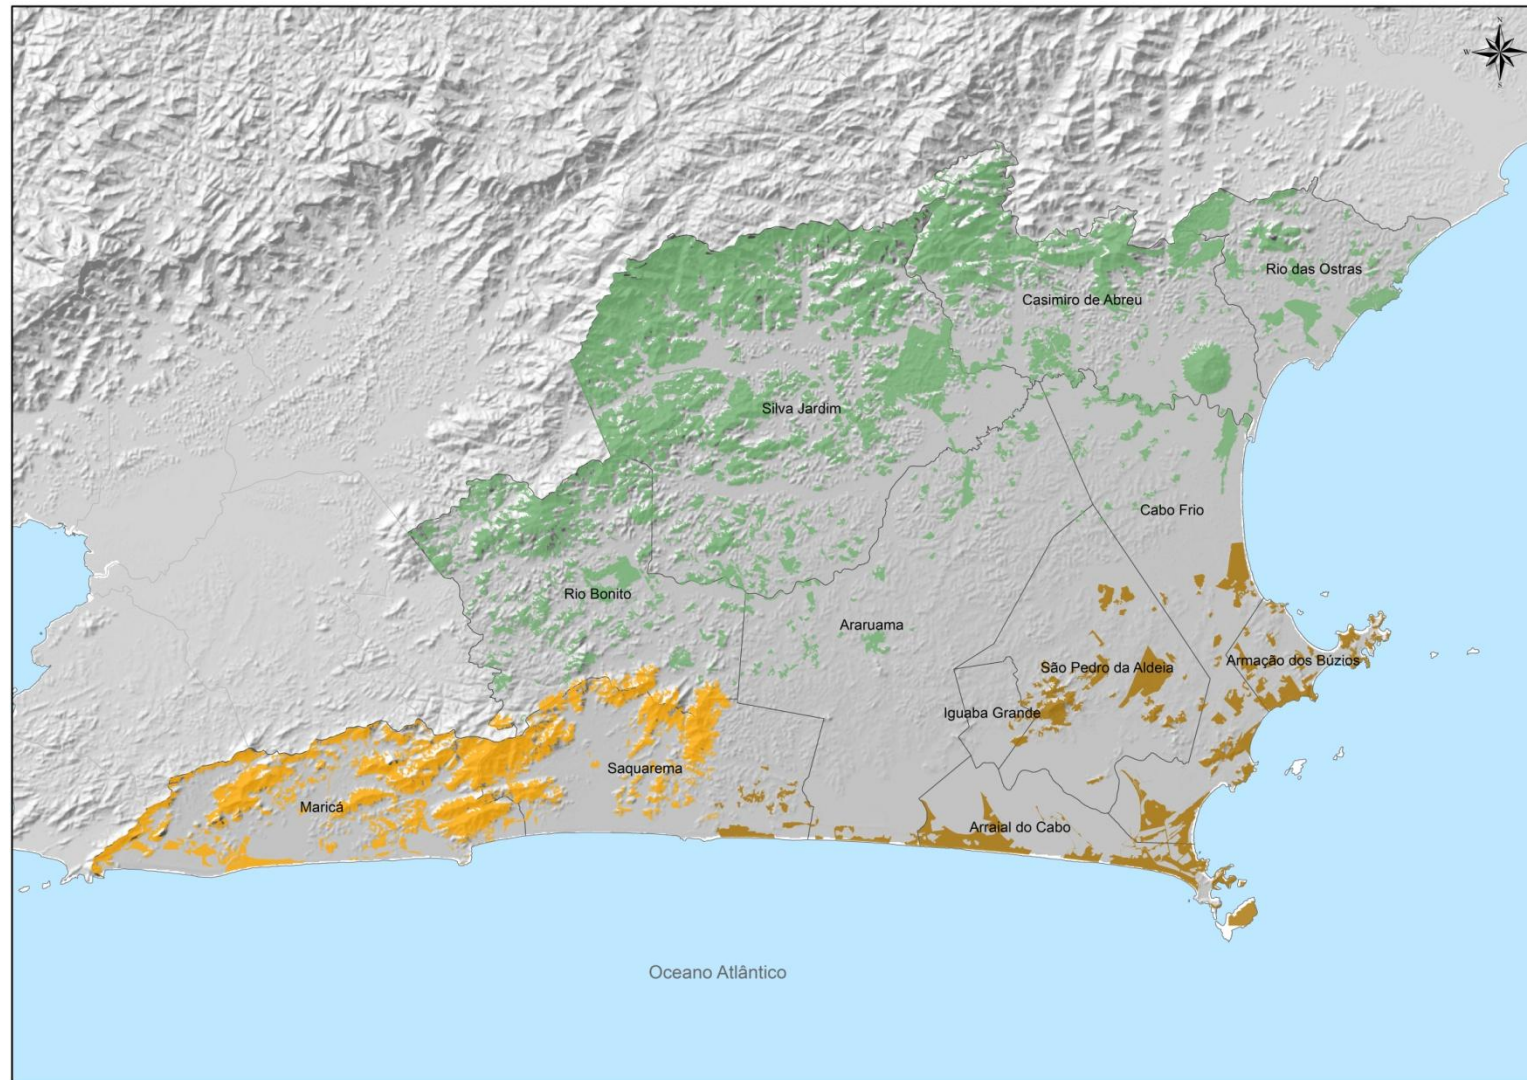 N
W
S
Rio das Ostras
Casimiro de Abreu
Silva Jardim
Cabo Frio
Rio Bonito
Araruama
Armação dos Búzios
São Pedro da Aldeia
Iguaba Grande
Saquarema
Maricá
Arraial do Cabo
Oceano Atlântico